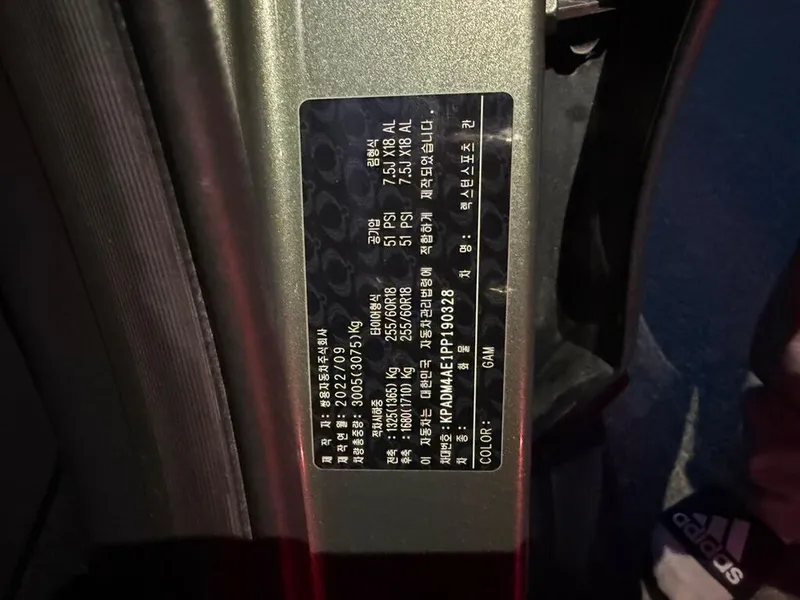 제 작 자: 쌍용자동차주식회사
제작연월: 2022/09
차량총중량: 3005(3075)Kg
적차시하중 타이어형식 공기압 림형식
전축: 1325(1365) Kg 255/60R18 51 PSI 7.5J X18 AL
후축: 1680(1710) Kg 255/60R18 51 PSI 7.5J X18 AL
이 자동차는 대한민국 자동차관리법령에 적합하게 제작되었습니다.
차대번호: KPADM4AE1PP190328
차 종: 화 물 차 명: 렉스턴스포츠 칸
COLOR: GAM
adidas